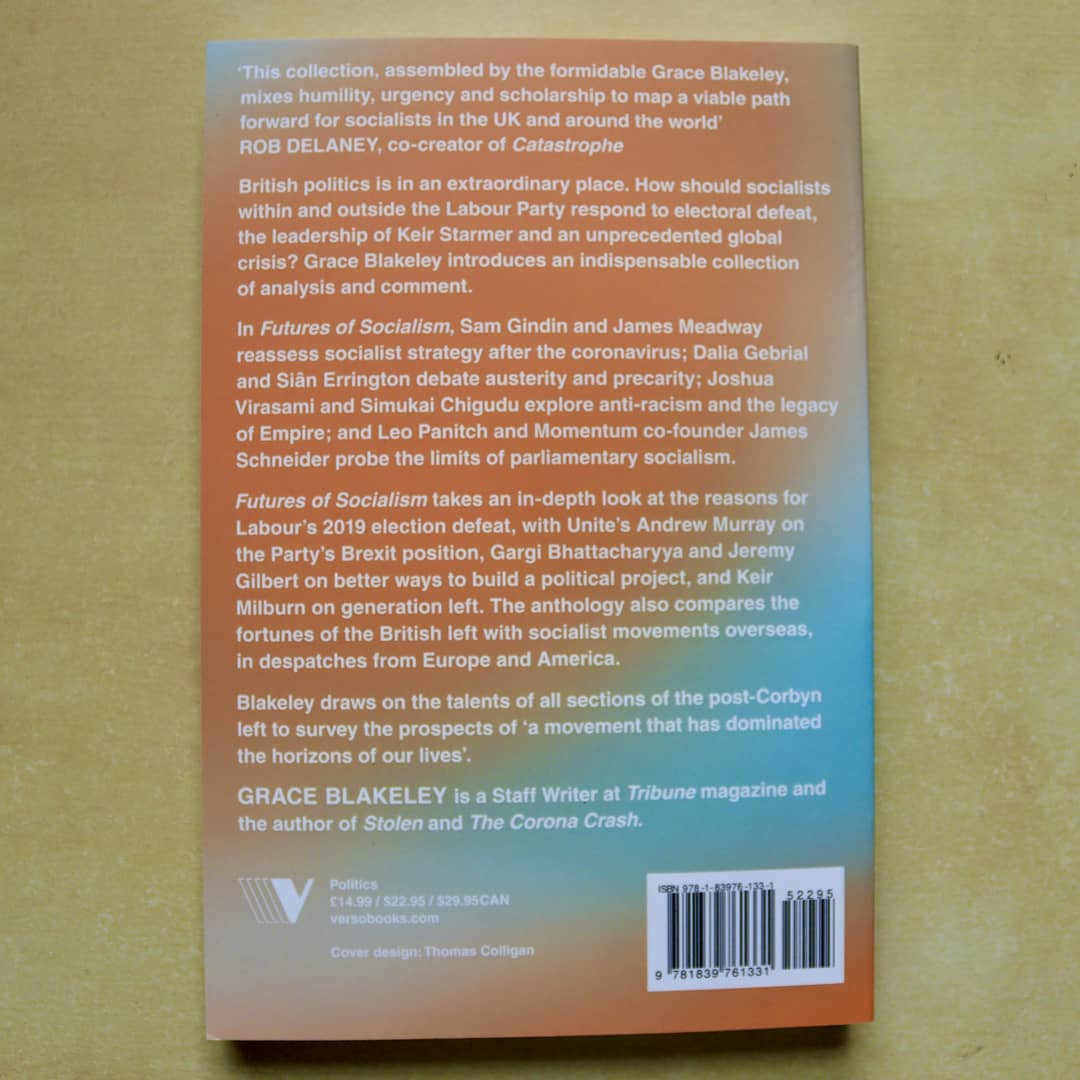 ‘This collection, assembled by the formidable Grace Blakeley,
mixes humility, urgency and scholarship to map a viable path
forward for socialists in the UK and around the world’
ROB DELANEY, co-creator of Catastrophe
British politics is in an extraordinary place. How should socialists
within and outside the Labour Party respond to electoral defeat,
the leadership of Keir Starmer and an unprecedented global
crisis? Grace Blakeley introduces an indispensable collection
of analysis and comment.
In Futures of Socialism, Sam Gindin and James Meadway
reassess socialist strategy after the coronavirus; Dalia Gebrial
and Siân Errington debate austerity and precarity; Joshua
Virasami and Simukai Chigudu explore anti-racism and the legacy
of Empire; and Leo Panitch and Momentum co-founder James
Schneider probe the limits of parliamentary socialism.
Futures of Socialism takes an in-depth look at the reasons for
Labour’s 2019 election defeat, with Unite’s Andrew Murray on
the Party’s Brexit position, Gargi Bhattacharyya and Jeremy
Gilbert on better ways to build a political project, and Keir
Milburn on generation left. The anthology also compares the
fortunes of the British left with socialist movements overseas,
in despatches from Europe and America.
Blakeley draws on the talents of all sections of the post-Corbyn
left to survey the prospects of ‘a movement that has dominated
the horizons of our lives’.
GRACE BLAKELEY is a Staff Writer at Tribune magazine and
the author of Stolen and The Corona Crash.
Politics
£14.99 / $22.95 / $29.95CAN
versobooks.com
Cover design: Thomas Colligan
ISBN 978-1-83976-133-1
52295
9 781839 761331